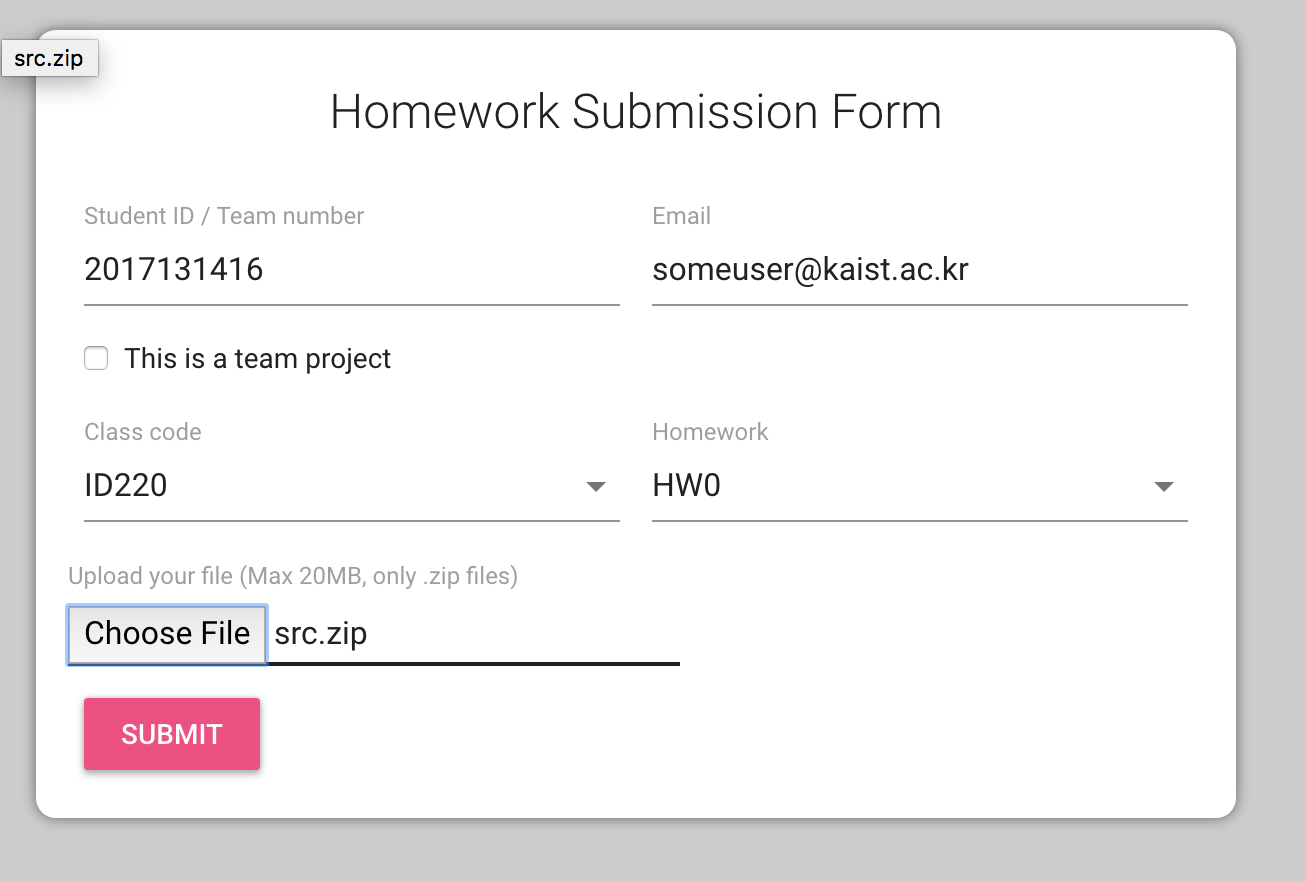 src.zip
Homework Submission Form
Student ID / Team number
Email
2017131416
someuser@kaist.ac.kr
This is a team project
Class code
Homework
ID220
HW0
Upload your file (Max 20MB, only .zip files)
Choose File src.zip
SUBMIT